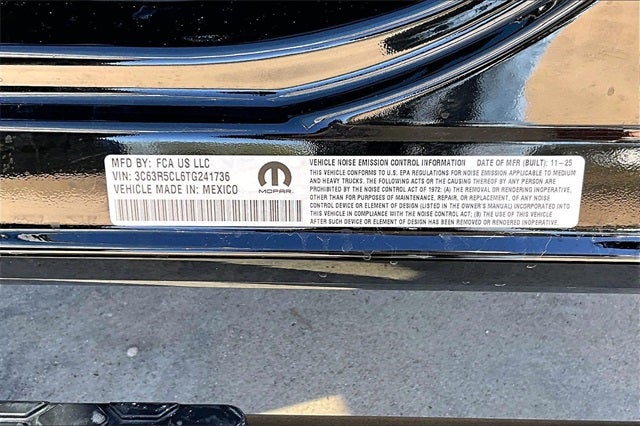 MFD BY: FCA US LLC
VIN: 3C63R5CL6TG241736
VEHICLE MADE IN: MEXICO
MOPAR
VEHICLE NOISE EMISSION CONTROL INFORMATION DATE OF MFR (BUILT): 11-25
THIS VEHICLE CONFORMS TO U.S. EPA REGULATIONS FOR NOISE EMISSION APPLICABLE TO MEDIUM
AND HEAVY TRUCKS. THE FOLLOWING ACTS OR THE CAUSING THEREOF BY ANY PERSON ARE
PROHIBITED BY THE NOISE CONTROL ACT OF 1972; (A) THE REMOVAL OR RENDERING INOPERATIVE,
OTHER THAN FOR PURPOSES OF MAINTENANCE, REPAIR, OR REPLACEMENT, OF ANY NOISE
CONTROL DEVICE OR ELEMENT OF DESIGN (LISTED IN THE OWNER'S MANUAL) INCORPORATED INTO
THIS VEHICLE IN COMPLIANCE WITH THE NOISE CONTROL ACT; (B) THE USE OF THIS VEHICLE
AFTER SUCH DEVICE OR ELEMENT OF DESIGN HAS BEEN REMOVED OR RENDERED INOPERATIVE